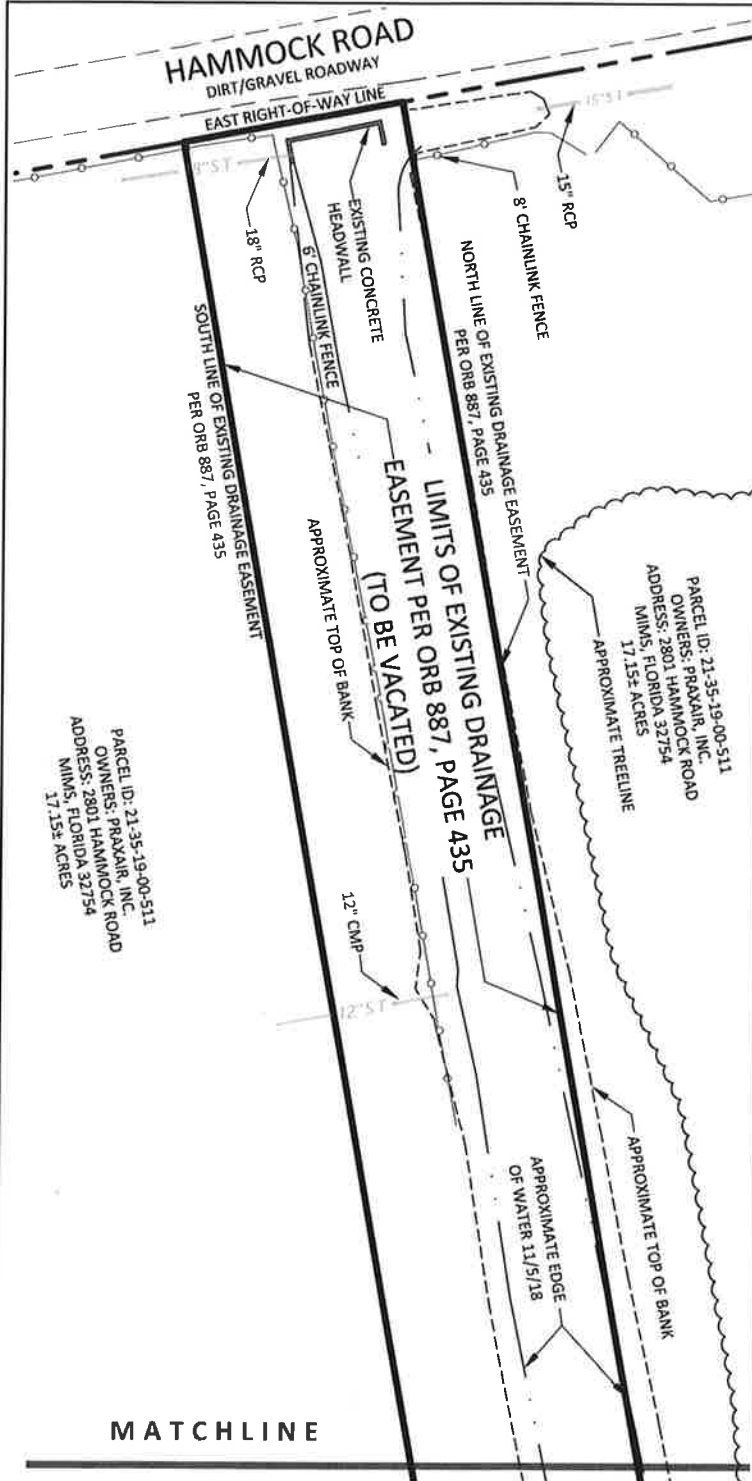 HAMMOCK ROAD
DIRT/GRAVEL ROADWAY
EAST RIGHT-OF-WAY LINE
15" ST
15" RCP
8' CHAINLINK FENCE
18" RCP
EXISTING CONCRETE
HEADWALL
6' CHAINLINK FENCE
NORTH LINE OF EXISTING DRAINAGE EASEMENT
PER ORB 887, PAGE 435
SOUTH LINE OF EXISTING DRAINAGE EASEMENT
PER ORB 887, PAGE 435
LIMITS OF EXISTING DRAINAGE
EASEMENT PER ORB 887, PAGE 435
(TO BE VACATED)
APPROXIMATE TOP OF BANK
APPROXIMATE TREELINE
PARCEL ID: 21-35-19-00-511
OWNERS: PRAXAIR, INC.
ADDRESS: 2801 HAMMOCK ROAD
MIMS, FLORIDA 32754
17.15± ACRES
PARCEL ID: 21-35-19-00-511
OWNERS: PRAXAIR, INC.
ADDRESS: 2801 HAMMOCK ROAD
MIMS, FLORIDA 32754
17.15± ACRES
12" CMP
12" ST
APPROXIMATE TOP OF BANK
APPROXIMATE EDGE
OF WATER 11/5/18
MATCHLINE